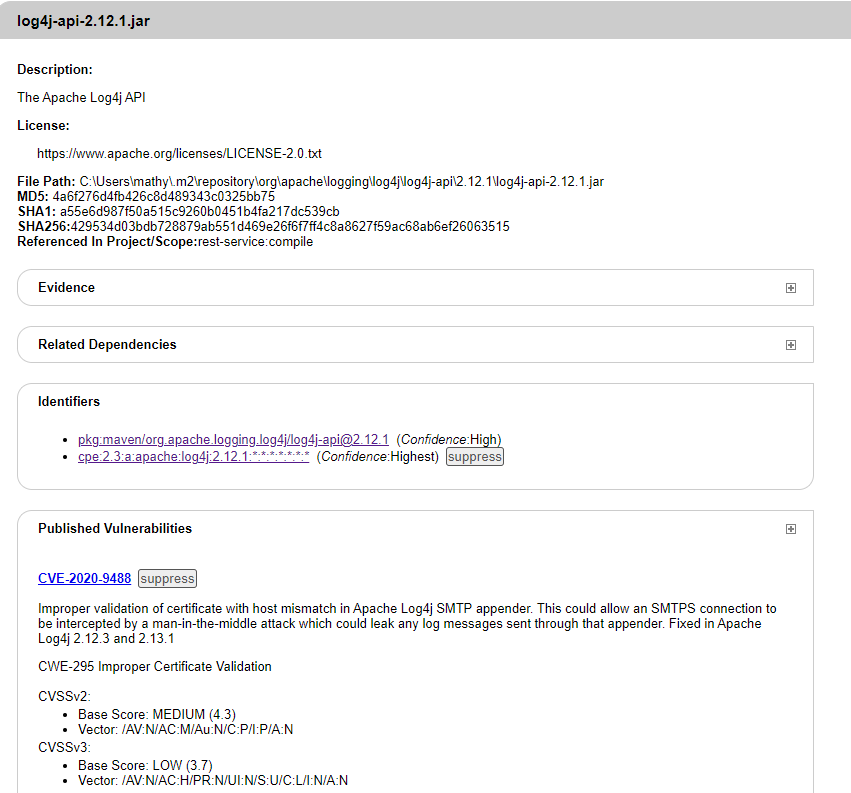 log4j-api-2.12.1.jar
Description:
The Apache Log4j API
License:
https://www.apache.org/licenses/LICENSE-2.0.txt
File Path: C:\Users\mathy\.m2\repository\org\apache\logging\log4j\log4j-api\2.12.1\log4j-api-2.12.1.jar
MD5: 4a6f276d4fb426c8d489343c0325bb75
SHA1: a55e6d987f50a515c9260b0451b4fa217dc539cb
SHA256:429534d03bdb728879ab551d469e26f6f7ff4c8a8627f59ac68ab6ef26063515
Referenced In Project/Scope:rest-service:compile
Evidence
Related Dependencies
Identifiers
• pkg:maven/org.apache.logging.log4j/log4j-api@2.12.1 (Confidence:High)
• cpe:2.3:a:apache:log4j:2.12.1:*:*:*:*:*:*:* (Confidence:Highest) suppress
Published Vulnerabilities
CVE-2020-9488 suppress
Improper validation of certificate with host mismatch in Apache Log4j SMTP appender. This could allow an SMTPS connection to
be intercepted by a man-in-the-middle attack which could leak any log messages sent through that appender. Fixed in Apache
Log4j 2.12.3 and 2.13.1
CWE-295 Improper Certificate Validation
CVSSv2:
• Base Score: MEDIUM (4.3)
• Vector: /AV:N/AC:M/Au:N/C:P/I:P/A:N
CVSSv3:
• Base Score: LOW (3.7)
• Vector: /AV:N/AC:H/PR:N/UI:N/S:U/C:L/I:N/A:N